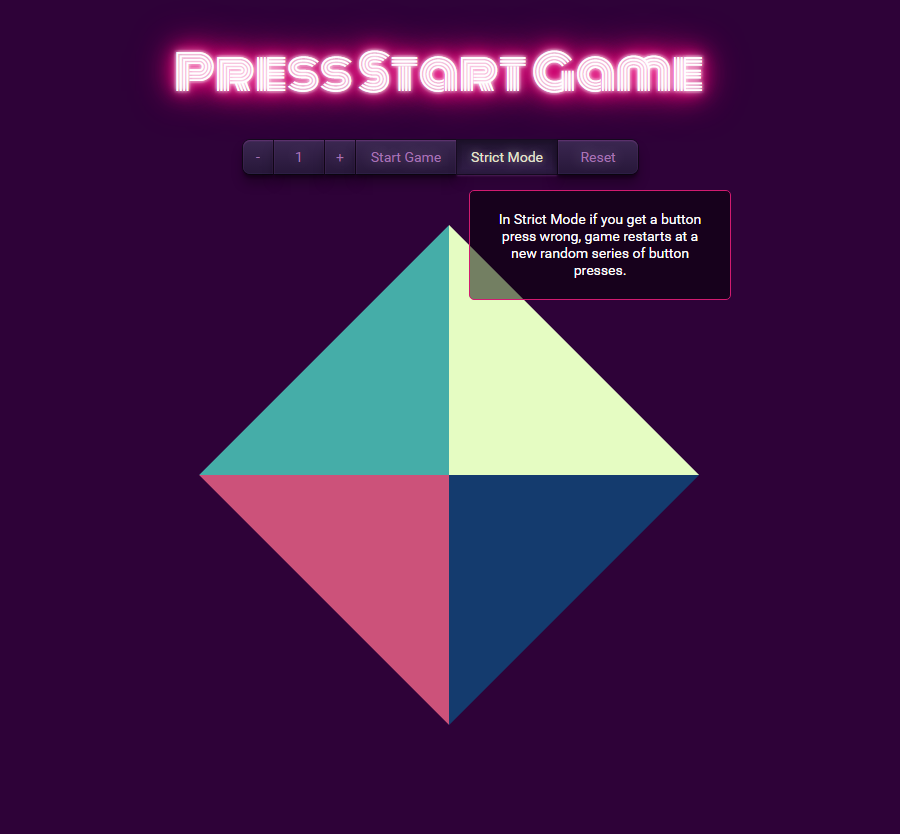 Press Start Game
- 1 + Start Game Strict Mode Reset
In Strict Mode if you get a button
press wrong, game restarts at a
new random series of button
presses.